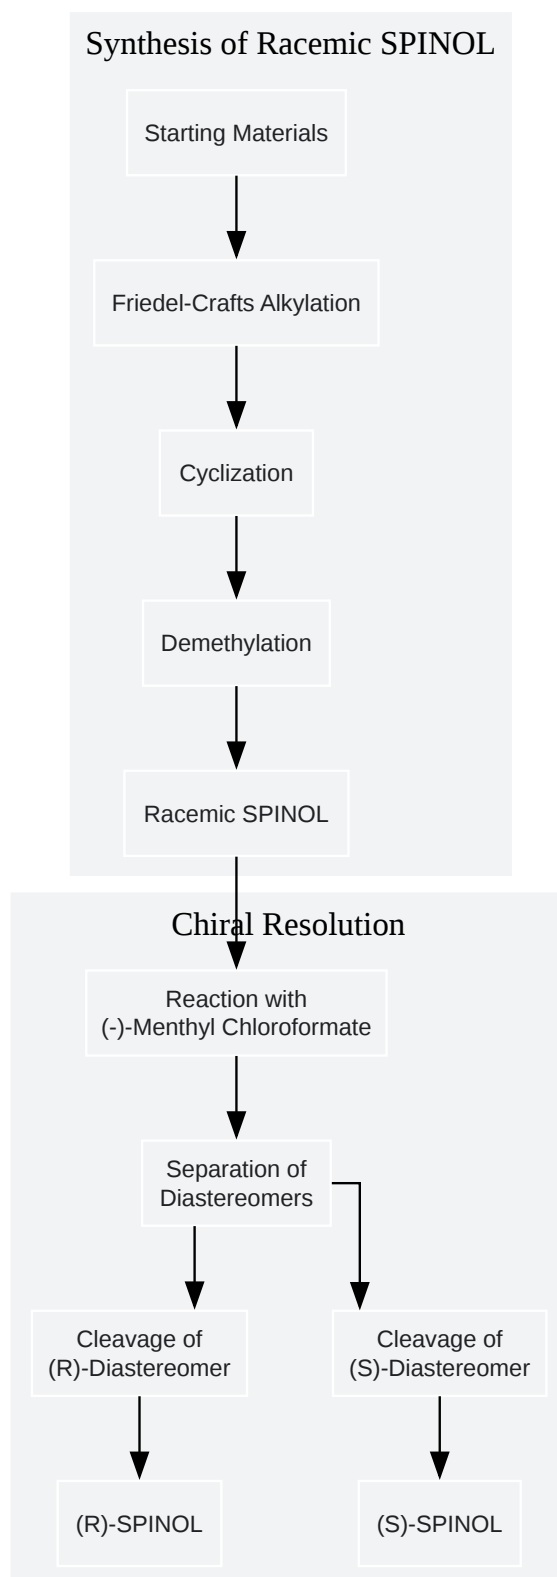 Synthesis of Racemic SPINOL
Starting Materials
Friedel-Crafts Alkylation
Cyclization
Demethylation
Racemic SPINOL
Chiral Resolution
Reaction with
(-)-Menthyl Chloroformate
Separation of
Diastereomers
Cleavage of
(R)-Diastereomer
Cleavage of
(S)-Diastereomer
(R)-SPINOL
(S)-SPINOL